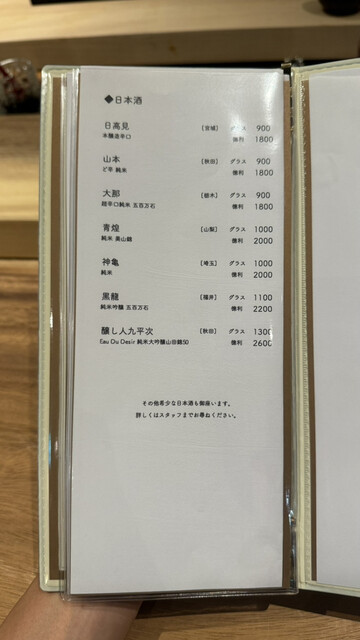 ◆日本酒
日高見 [宮城] グラス 900
本醸造辛口 徳利 1800
山本 [秋田] グラス 900
ど辛 純米 徳利 1800
大那 [栃木] グラス 900
超辛口純米 五百万石 徳利 1800
青煌 [山梨] グラス 1000
純米 美山錦 徳利 2000
神亀 [埼玉] グラス 1000
純米 徳利 2000
黒龍 [福井] グラス 1100
純米吟醸 五百万石 徳利 2200
醸し人九平次 [秋田] グラス 1300
Eau Du Desir 純米大吟醸山田錦50 徳利 2600
その他希少な日本酒も御座います。
詳しくはスタッフまでお尋ねください。